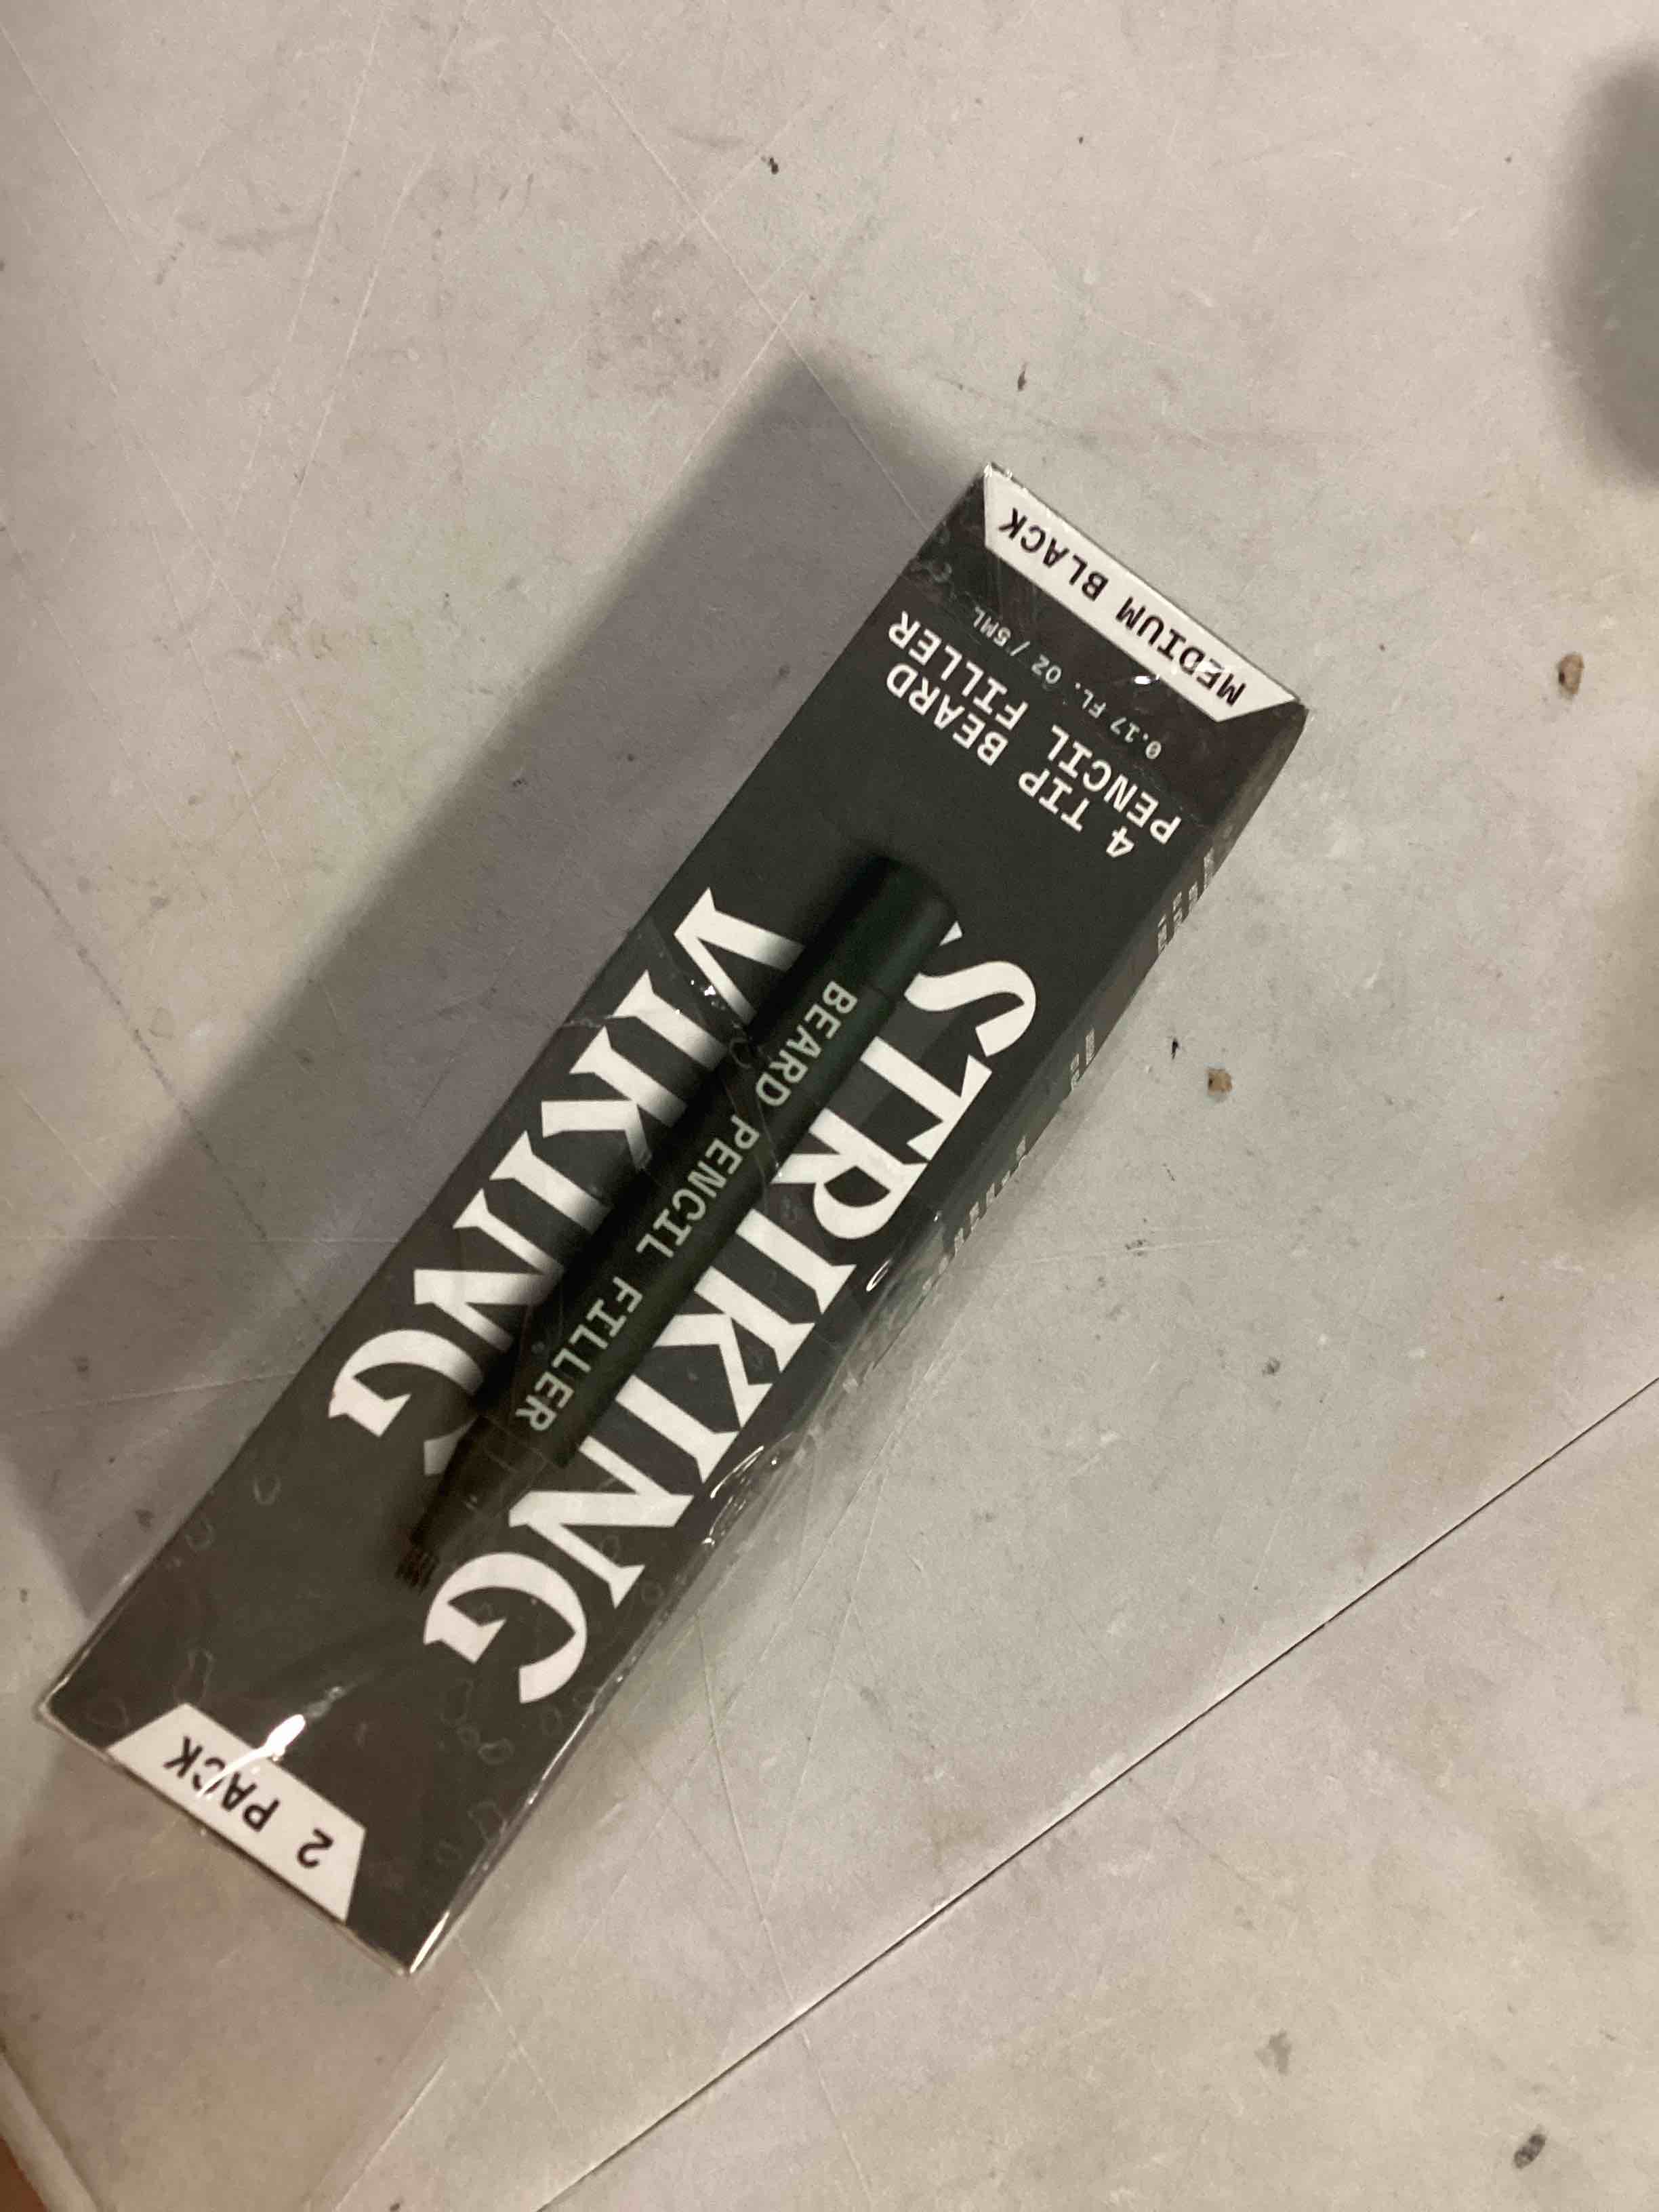 2 PACK
STRIKING
VIKING
BEARD PENCIL FILLER
4 TIP BEARD
PENCIL FILLER
0.17 FL. OZ / 5ML
MEDIUM BLACK